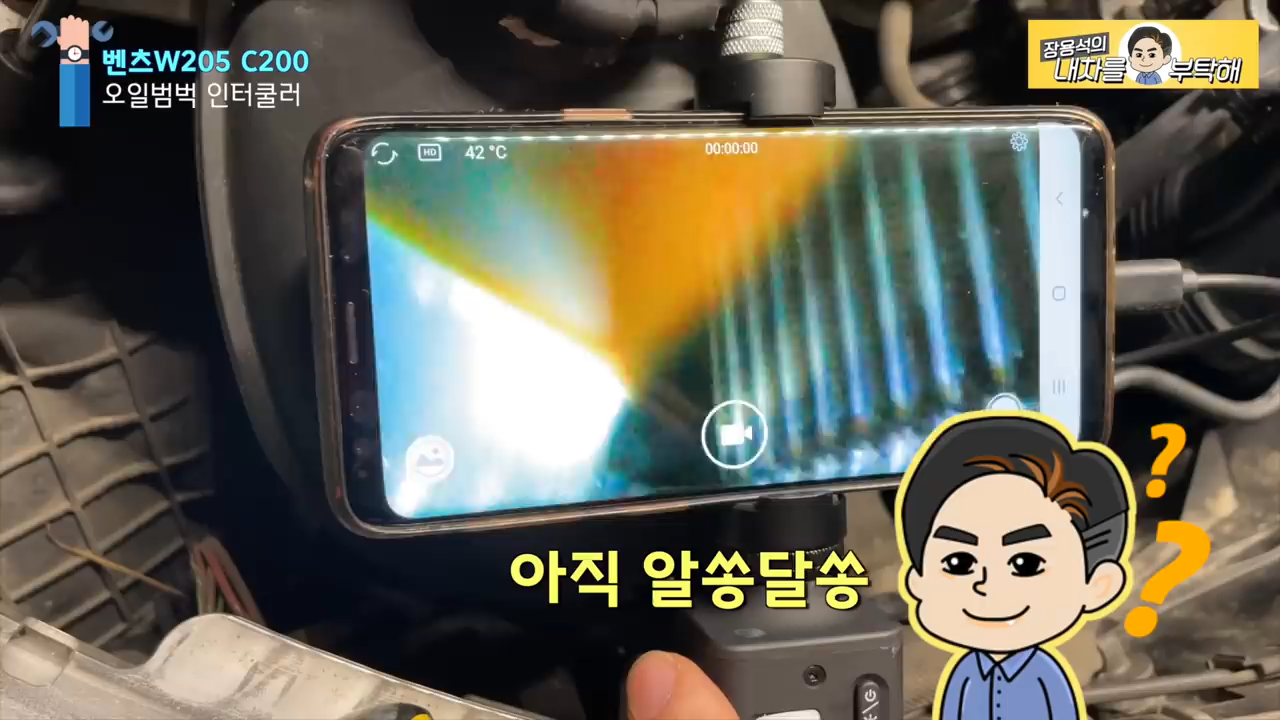 벤츠W205 C200
오일범벅 인터쿨러
장용석의
내차를 부탁해
HD
42 °C
00:00:00
아직 알쏭달쏭
? 
?